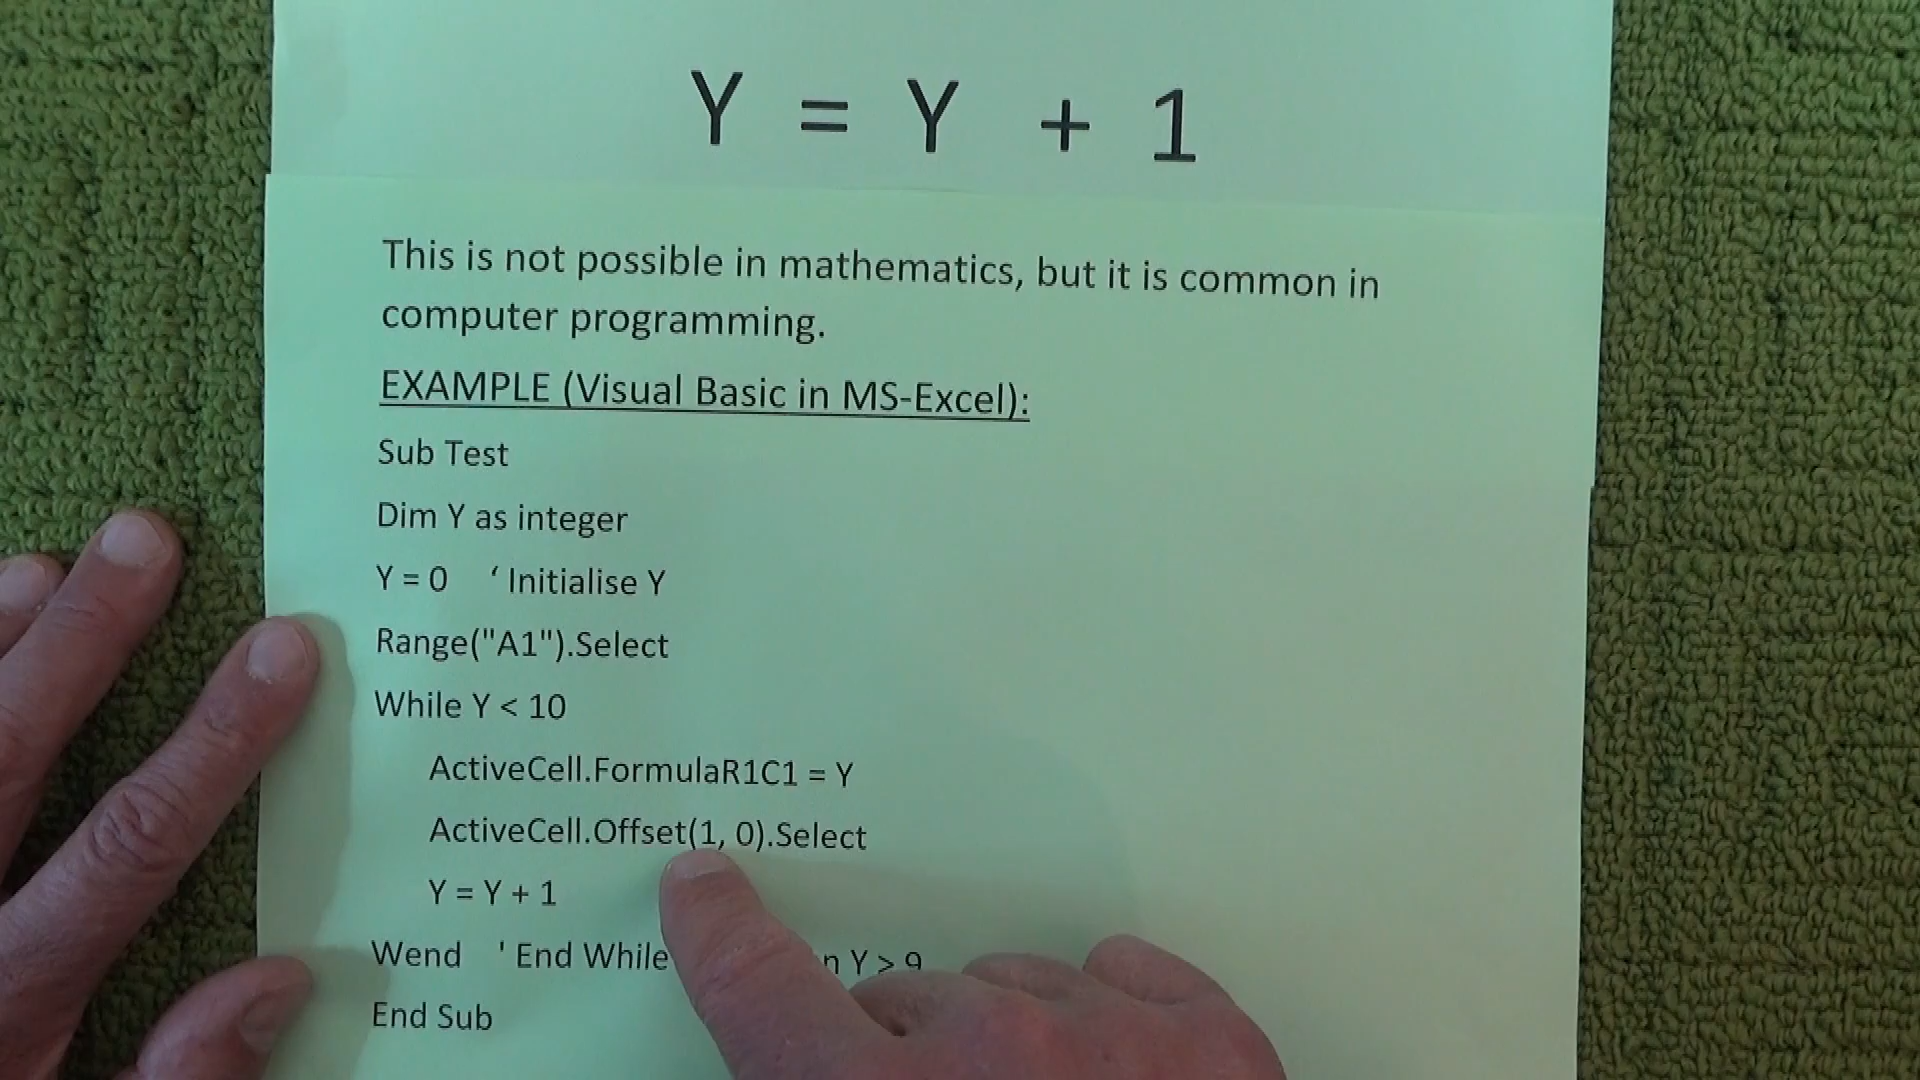 Y = Y + 1
This is not possible in mathematics, but it is common in
computer programming.
EXAMPLE (Visual Basic in MS-Excel):
Sub Test
Dim Y as integer
Y = 0 ‘ Initialise Y
Range("A1").Select
While Y < 10
ActiveCell.FormulaR1C1 = Y
ActiveCell.Offset(1, 0).Select
Y = Y + 1
Wend ' End While Y > 9
End Sub